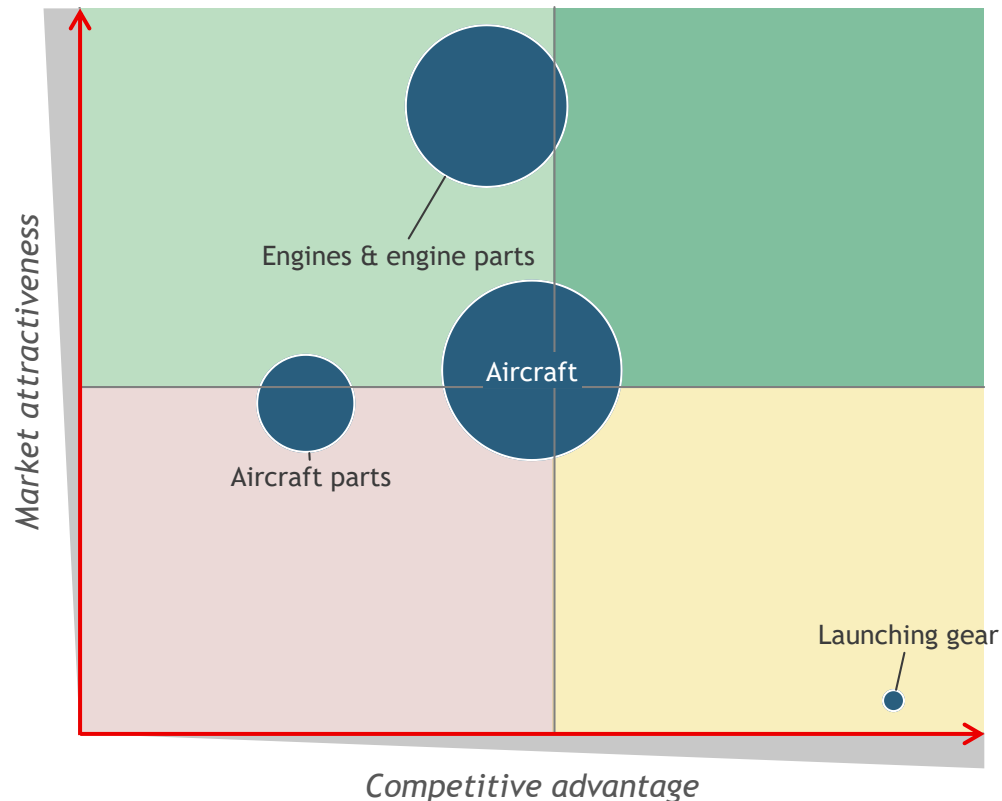 Engines & engine parts
Aircraft
Aircraft parts
Launching gear
Market attractiveness
Competitive advantage